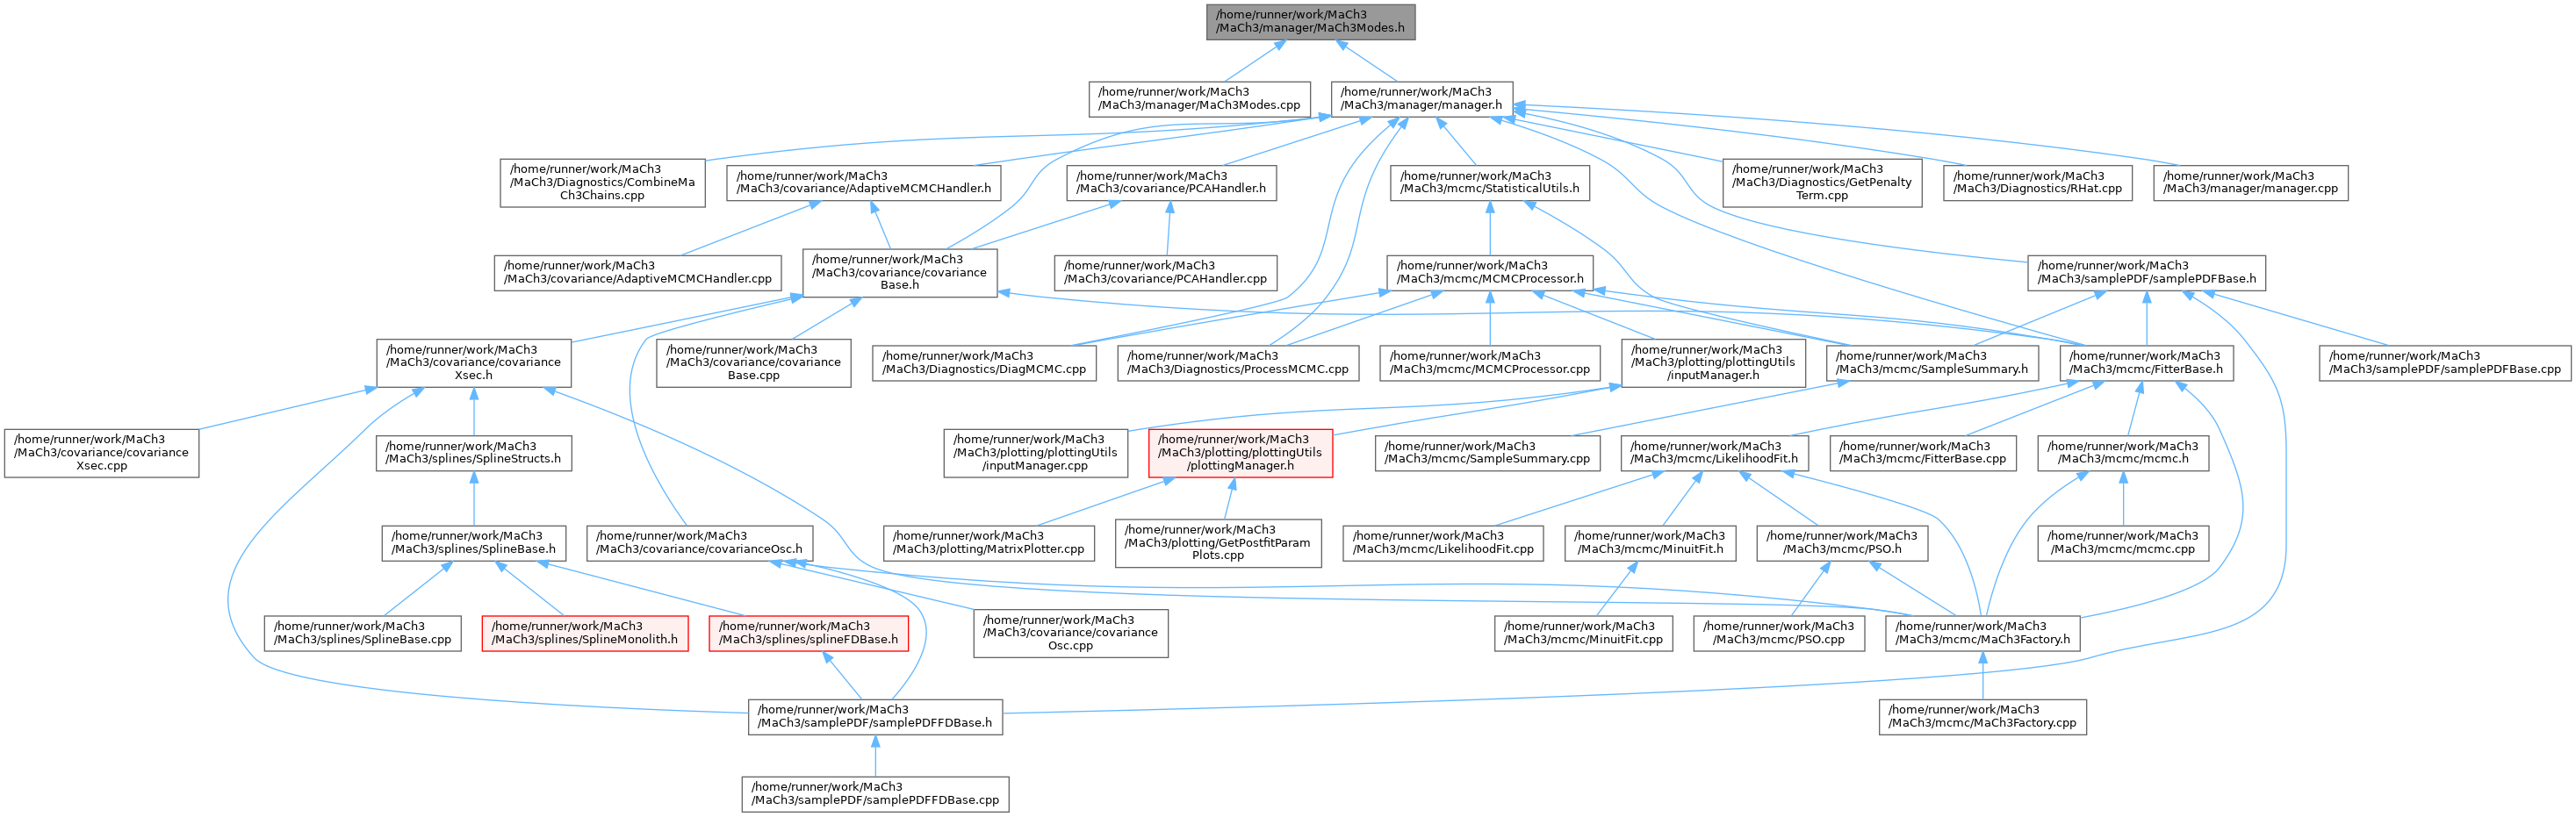 /home/runner/work/MaCh3
/MaCh3/manager/MaCh3Modes.h
/home/runner/work/MaCh3
/MaCh3/manager/MaCh3Modes.cpp
/home/runner/work/MaCh3
/MaCh3/manager/manager.h
/home/runner/work/MaCh3
/MaCh3/Diagnostics/CombineMa
Ch3Chains.cpp
/home/runner/work/MaCh3
/MaCh3/covariance/AdaptiveMCMCHandler.h
/home/runner/work/MaCh3
/MaCh3/covariance/PCAHandler.h
/home/runner/work/MaCh3
/MaCh3/mcmc/StatisticalUtils.h
/home/runner/work/MaCh3
/MaCh3/Diagnostics/GetPenalty
Term.cpp
/home/runner/work/MaCh3
/MaCh3/Diagnostics/RHat.cpp
/home/runner/work/MaCh3
/MaCh3/manager/manager.cpp
/home/runner/work/MaCh3
/MaCh3/covariance/AdaptiveMCMCHandler.cpp
/home/runner/work/MaCh3
/MaCh3/covariance/covariance
Base.h
/home/runner/work/MaCh3
/MaCh3/covariance/PCAHandler.cpp
/home/runner/work/MaCh3
/MaCh3/mcmc/MCMCProcessor.h
/home/runner/work/MaCh3
/MaCh3/samplePDF/samplePDFBase.h
/home/runner/work/MaCh3
/MaCh3/covariance/covariance
Xsec.h
/home/runner/work/MaCh3
/MaCh3/covariance/covariance
Base.cpp
/home/runner/work/MaCh3
/MaCh3/Diagnostics/DiagMCMC.cpp
/home/runner/work/MaCh3
/MaCh3/Diagnostics/ProcessMCMC.cpp
/home/runner/work/MaCh3
/MaCh3/mcmc/MCMCProcessor.cpp
/home/runner/work/MaCh3
/MaCh3/plotting/plottingUtils
/inputManager.h
/home/runner/work/MaCh3
/MaCh3/mcmc/SampleSummary.h
/home/runner/work/MaCh3
/MaCh3/mcmc/FitterBase.h
/home/runner/work/MaCh3
/MaCh3/samplePDF/samplePDFBase.cpp
/home/runner/work/MaCh3
/MaCh3/covariance/covariance
Xsec.cpp
/home/runner/work/MaCh3
/MaCh3/splines/SplineStructs.h
/home/runner/work/MaCh3
/MaCh3/plotting/plottingUtils
/inputManager.cpp
/home/runner/work/MaCh3
/MaCh3/plotting/plottingUtils
/plottingManager.h
/home/runner/work/MaCh3
/MaCh3/mcmc/SampleSummary.cpp
/home/runner/work/MaCh3
/MaCh3/mcmc/LikelihoodFit.h
/home/runner/work/MaCh3
/MaCh3/mcmc/FitterBase.cpp
/home/runner/work/MaCh3
/MaCh3/mcmc/mcmc.h
/home/runner/work/MaCh3
/MaCh3/splines/SplineBase.h
/home/runner/work/MaCh3
/MaCh3/covariance/covarianceOsc.h
/home/runner/work/MaCh3
/MaCh3/plotting/MatrixPlotter.cpp
/home/runner/work/MaCh3
/MaCh3/plotting/GetPostfitParam
Plots.cpp
/home/runner/work/MaCh3
/MaCh3/mcmc/LikelihoodFit.cpp
/home/runner/work/MaCh3
/MaCh3/mcmc/MinuitFit.h
/home/runner/work/MaCh3
/MaCh3/mcmc/PSO.h
/home/runner/work/MaCh3
/MaCh3/mcmc/mcmc.cpp
/home/runner/work/MaCh3
/MaCh3/splines/SplineBase.cpp
/home/runner/work/MaCh3
/MaCh3/splines/SplineMonolith.h
/home/runner/work/MaCh3
/MaCh3/splines/splineFDBase.h
/home/runner/work/MaCh3
/MaCh3/covariance/covariance
Osc.cpp
/home/runner/work/MaCh3
/MaCh3/mcmc/MinuitFit.cpp
/home/runner/work/MaCh3
/MaCh3/mcmc/PSO.cpp
/home/runner/work/MaCh3
/MaCh3/mcmc/MaCh3Factory.h
/home/runner/work/MaCh3
/MaCh3/samplePDF/samplePDFFDBase.h
/home/runner/work/MaCh3
/MaCh3/mcmc/MaCh3Factory.cpp
/home/runner/work/MaCh3
/MaCh3/samplePDF/samplePDFFDBase.cpp